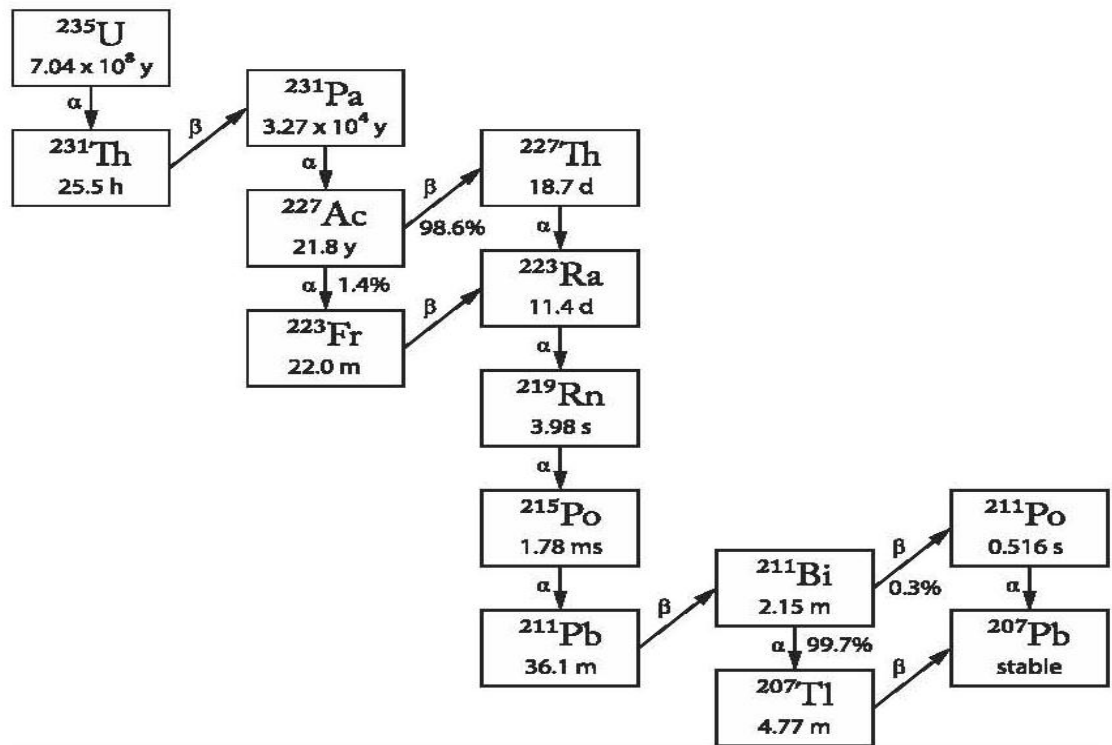 ²³⁵U
7.04 x 10⁸ y
α
²³¹Th
25.5 h
β
²³¹Pa
3.27 x 10⁴ y
α
²²⁷Ac
21.8 y
β
98.6%
α 1.4%
²²³Fr
22.0 m
β
²²⁷Th
18.7 d
α
²²³Ra
11.4 d
α
²¹⁹Rn
3.98 s
α
²¹⁵Po
1.78 ms
α
²¹¹Pb
36.1 m
β
²¹¹Bi
2.15 m
β
0.3%
α 99.7%
²⁰⁷Tl
4.77 m
β
²¹¹Po
0.516 s
α
²⁰⁷Pb
stable